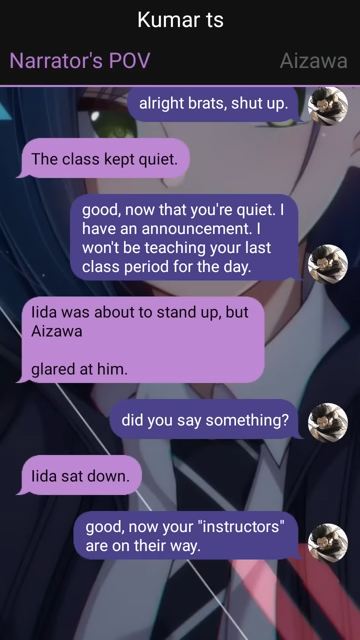 Kumar ts
Narrator's POV
Aizawa
alright brats, shut up.
The class kept quiet.
good, now that you're quiet. I
have an announcement. I
won't be teaching your last
class period for the day.
Iida was about to stand up, but
Aizawa
glared at him.
did you say something?
Iida sat down.
good, now your "instructors"
are on their way.